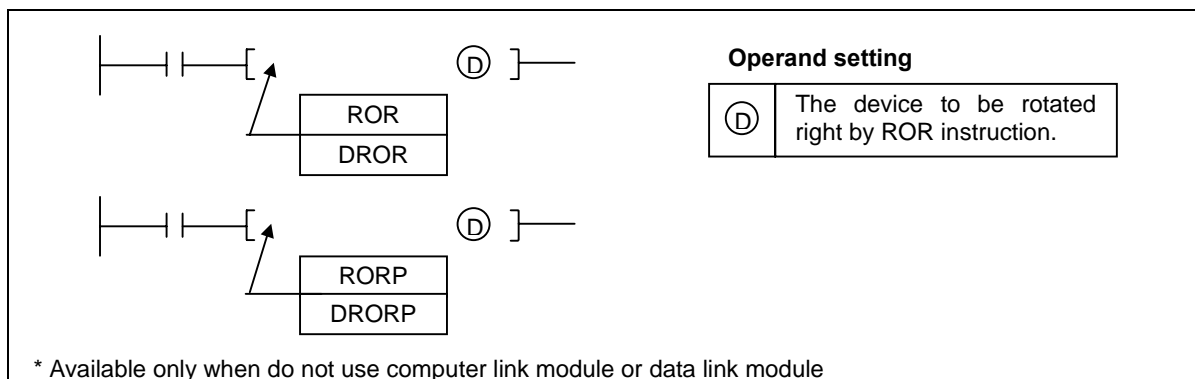 D
ROR
DROR
D
RORP
DRORP
Operand setting
D
The device to be rotated
right by ROR instruction.
* Available only when do not use computer link module or data link module